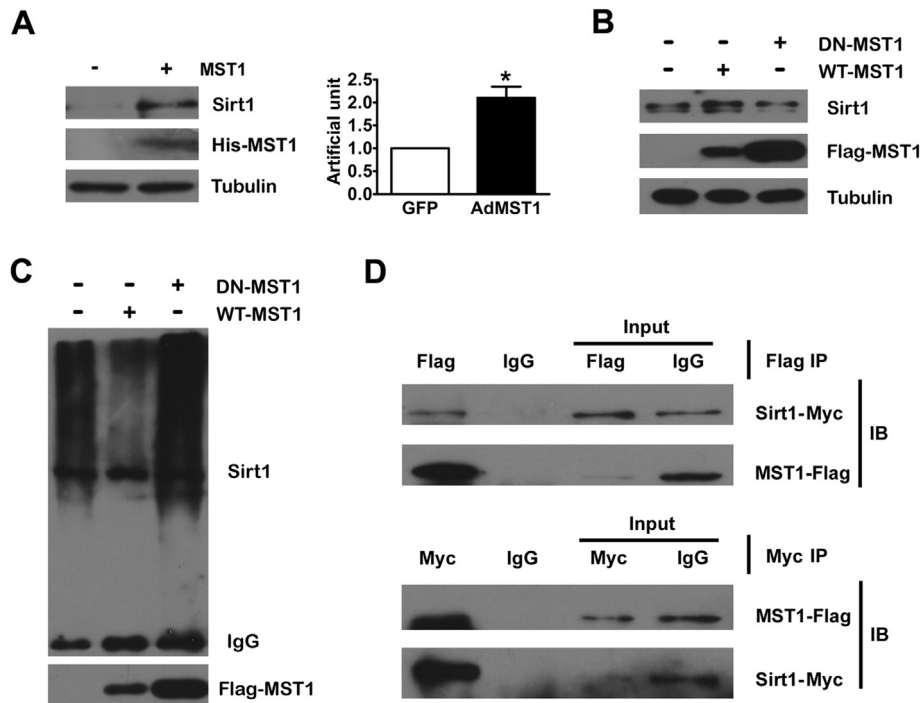 A
- + MST1
Sirt1
His-MST1
Tubulin
Artificial unit
2.5
2.0
1.5
1.0
0.5
0.0
*
GFP AdMST1
B
- - + DN-MST1
- + - WT-MST1
Sirt1
Flag-MST1
Tubulin
C
- - + DN-MST1
- + - WT-MST1
Sirt1
IgG
Flag-MST1
D
Input
Flag IgG Flag IgG Flag IP
Sirt1-Myc
MST1-Flag
IB
Input
Myc IgG Myc IgG Myc IP
MST1-Flag
Sirt1-Myc
IB